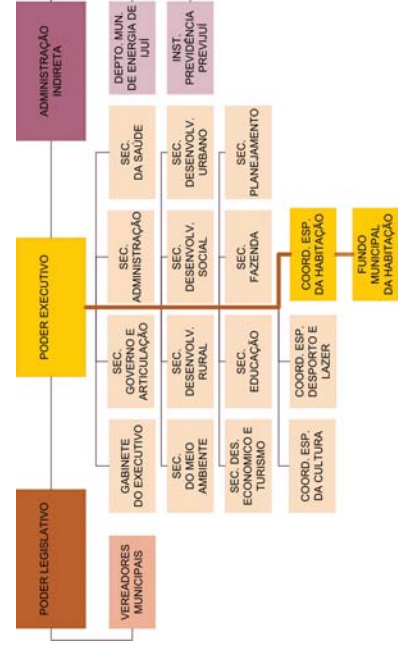 PODER LEGISLATIVO
PODER EXECUTIVO
ADMINISTRAÇÃO
INDIRETA
VEREADORES
MUNICIPAIS
GABINETE
DO EXECUTIVO
SEC.
GOVERNO E
ARTICULAÇÃO
SEC.
ADMINISTRAÇÃO
SEC.
DA SAÚDE
DEPTO. MUN.
DE ENERGIA DE
IJUÍ
SEC.
DO MEIO
AMBIENTE
SEC.
DESENVOLV.
RURAL
SEC.
DESENVOLV.
SOCIAL
SEC.
DESENVOLV.
URBANO
INST.
PREVIDÊNCIA
PREVIJUÍ
SEC. DES.
ECONOMICO E
TURISMO
SEC.
EDUCAÇÃO
SEC.
FAZENDA
SEC.
PLANEJAMENTO
COORD. ESP.
DA CULTURA
COORD. ESP.
DESPORTO E
LAZER
COORD. ESP.
DA HABITAÇÃO
FUNDO
MUNICIPAL
DA HABITAÇÃO